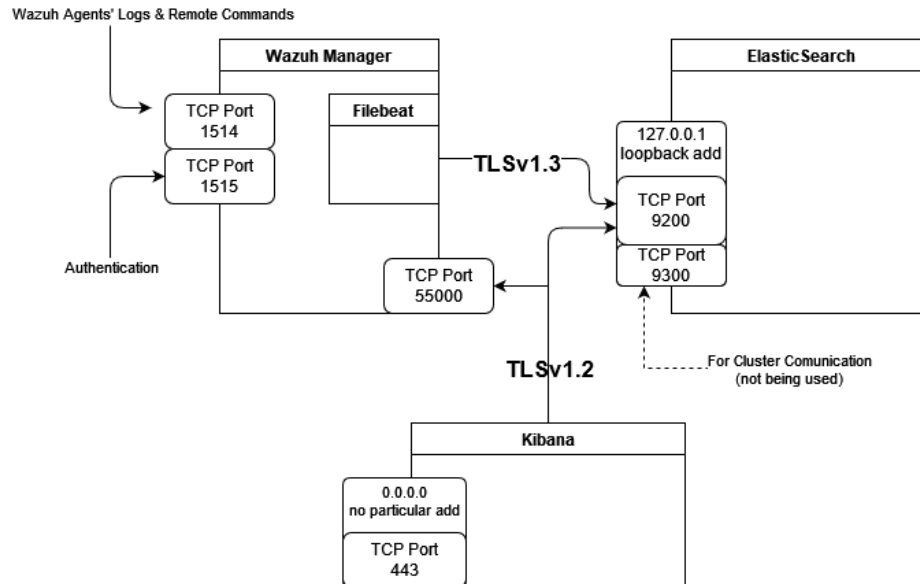 Wazuh Agents' Logs & Remote Commands
Wazuh Manager
ElasticSearch
Filebeat
TCP Port
1514
TCP Port
1515
Authentication
TLSv1.3
127.0.0.1
loopback add
TCP Port
9200
TCP Port
9300
TCP Port
55000
For Cluster Comunication
(not being used)
TLSv1.2
Kibana
0.0.0.0
no particular add
TCP Port
443